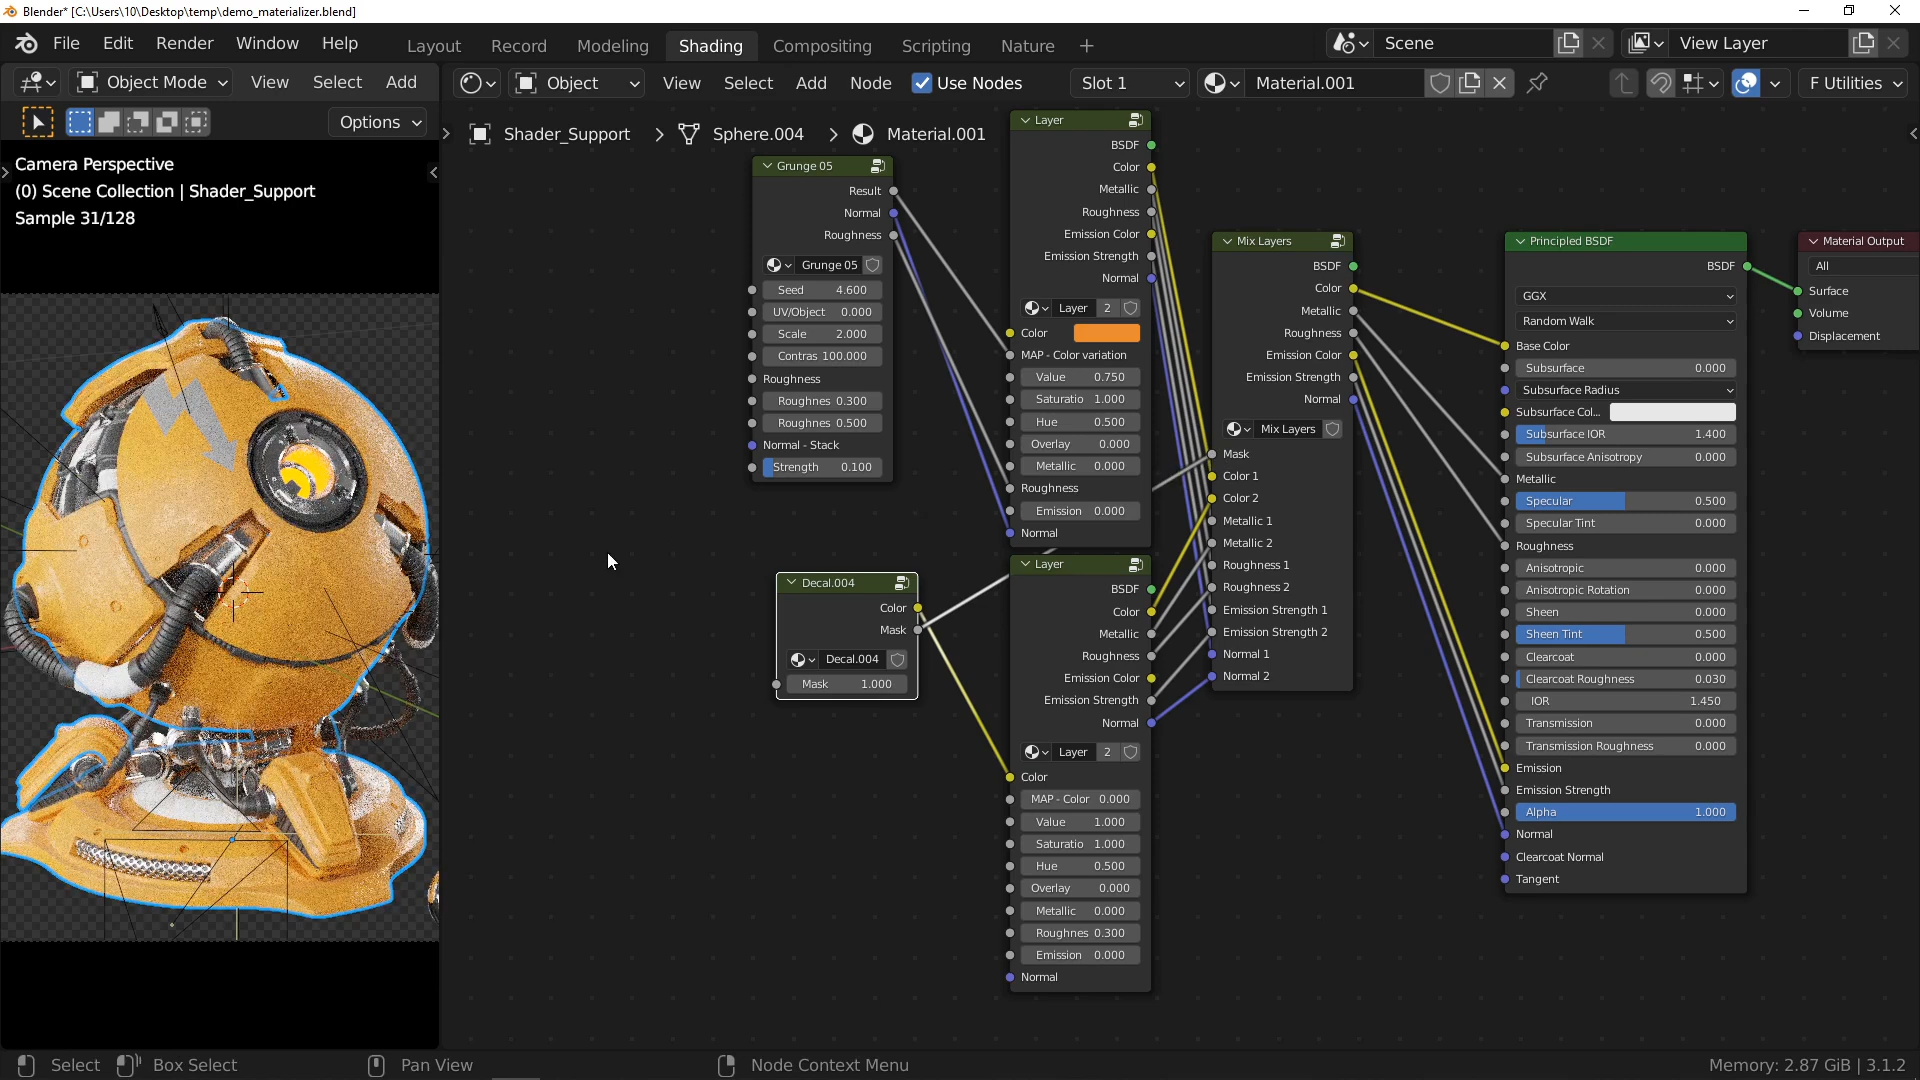 Blender* [C:\Users\10\Desktop\temp\demo_materializer.blend]
File Edit Render Window Help
Layout Record Modeling Shading Compositing Scripting Nature +
Scene
View Layer
Object Mode View Select Add
Object View Select Add Node Use Nodes Slot 1 Material.001
F Utilities
Options
Shader_Support > Sphere.004 > Material.001
Camera Perspective
(0) Scene Collection | Shader_Support
Sample 31/128
Grunge 05
Result
Normal
Roughness
Grunge 05
Seed 4.600
UV/Object 0.000
Scale 2.000
Contras 100.000
Roughness
Roughnes 0.300
Roughnes 0.500
Normal - Stack
Strength 0.100
Decal.004
Color
Mask
Decal.004
Mask 1.000
Layer
BSDF
Color
Metallic
Roughness
Emission Color
Emission Strength
Normal
Layer 2
Color
MAP - Color variation
Value 0.750
Saturatio 1.000
Hue 0.500
Overlay 0.000
Metallic 0.000
Roughness
Emission 0.000
Normal
Layer
BSDF
Color
Metallic
Roughness
Emission Color
Emission Strength
Normal
Layer 2
Color
MAP - Color 0.000
Value 1.000
Saturatio 1.000
Hue 0.500
Overlay 0.000
Metallic 0.000
Roughnes 0.300
Emission 0.000
Normal
Mix Layers
BSDF
Color
Metallic
Roughness
Emission Color
Emission Strength
Normal
Mix Layers
Mask
Color 1
Color 2
Metallic 1
Metallic 2
Roughness 1
Roughness 2
Emission Strength 1
Emission Strength 2
Normal 1
Normal 2
Principled BSDF
BSDF
GGX
Random Walk
Base Color
Subsurface 0.000
Subsurface Radius
Subsurface Col...
Subsurface IOR 1.400
Subsurface Anisotropy 0.000
Metallic
Specular 0.500
Specular Tint 0.000
Roughness
Anisotropic 0.000
Anisotropic Rotation 0.000
Sheen 0.000
Sheen Tint 0.500
Clearcoat 0.000
Clearcoat Roughness 0.030
IOR 1.450
Transmission 0.000
Transmission Roughness 0.000
Emission
Emission Strength
Alpha 1.000
Normal
Clearcoat Normal
Tangent
Material Output
All
Surface
Volume
Displacement
Select Box Select Pan View Node Context Menu
Memory: 2.87 GiB | 3.1.2